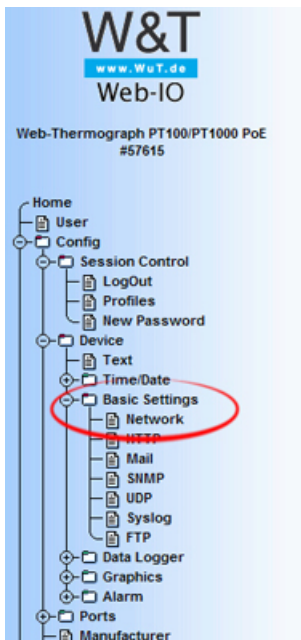 W&T
www.WuT.de
Web-IO
Web-Thermograph PT100/PT1000 PoE
#57615
Home
User
Config
Session Control
LogOut
Profiles
New Password
Device
Text
Time/Date
Basic Settings
Network
HTTP
Mail
SNMP
UDP
Syslog
FTP
Data Logger
Graphics
Alarm
Ports
Manufacturer